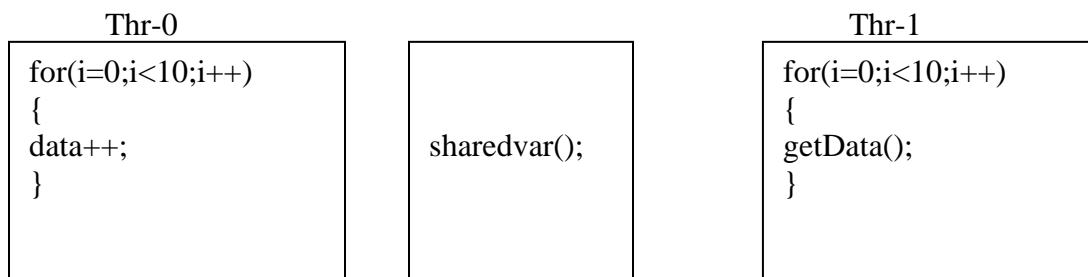 Thr-0
for(i=0;i<10;i++)
{
data++;
}
sharedvar();
Thr-1
for(i=0;i<10;i++)
{
getData();
}